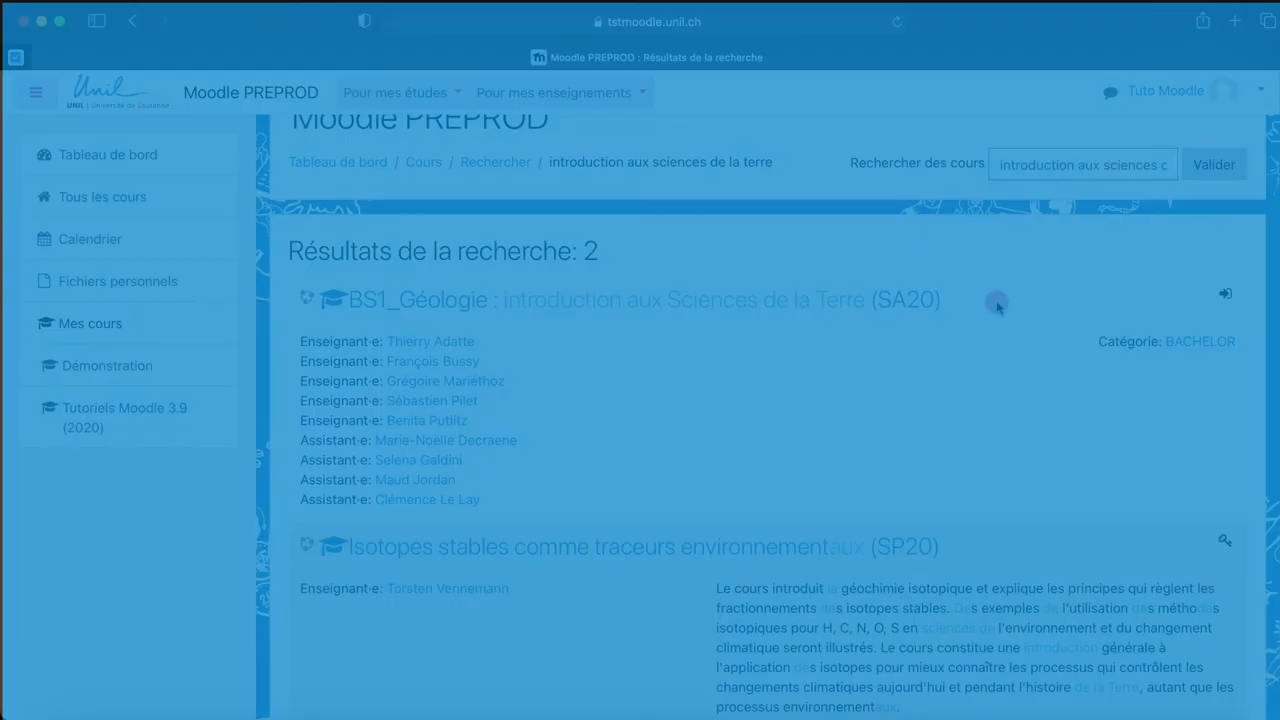 tstmoodle.unil.ch
Moodle PREPROD : Résultats de la recherche
Unil
UNIL | Université de Lausanne
Moodle PREPROD
Pour mes études
Pour mes enseignements
Tuto Moodle
Moodle PREPROD
Tableau de bord / Cours / Rechercher / introduction aux sciences de la terre
Rechercher des cours
introduction aux sciences c
Valider
Tableau de bord
Tous les cours
Calendrier
Fichiers personnels
Mes cours
Démonstration
Tutoriels Moodle 3.9
(2020)
Résultats de la recherche: 2
BS1_Géologie : introduction aux Sciences de la Terre (SA20)
Enseignant·e: Thierry Adatte
Enseignant·e: François Bussy
Enseignant·e: Grégoire Mariéthoz
Enseignant·e: Sébastien Pilet
Enseignant·e: Benita Putlitz
Assistant·e: Marie-Noëlle Decraene
Assistant·e: Selena Galdini
Assistant·e: Maud Jordan
Assistant·e: Clémence Le Lay
Catégorie: BACHELOR
Isotopes stables comme traceurs environnementaux (SP20)
Enseignant·e: Torsten Vennemann
Le cours introduit la géochimie isotopique et explique les principes qui règlent les
fractionnements des isotopes stables. Des exemples de l'utilisation des méthodes
isotopiques pour H, C, N, O, S en sciences de l'environnement et du changement
climatique seront illustrés. Le cours constitue une introduction générale à
l'application des isotopes pour mieux connaître les processus qui contrôlent les
changements climatiques aujourd'hui et pendant l'histoire de la Terre, autant que les
processus environnementaux.